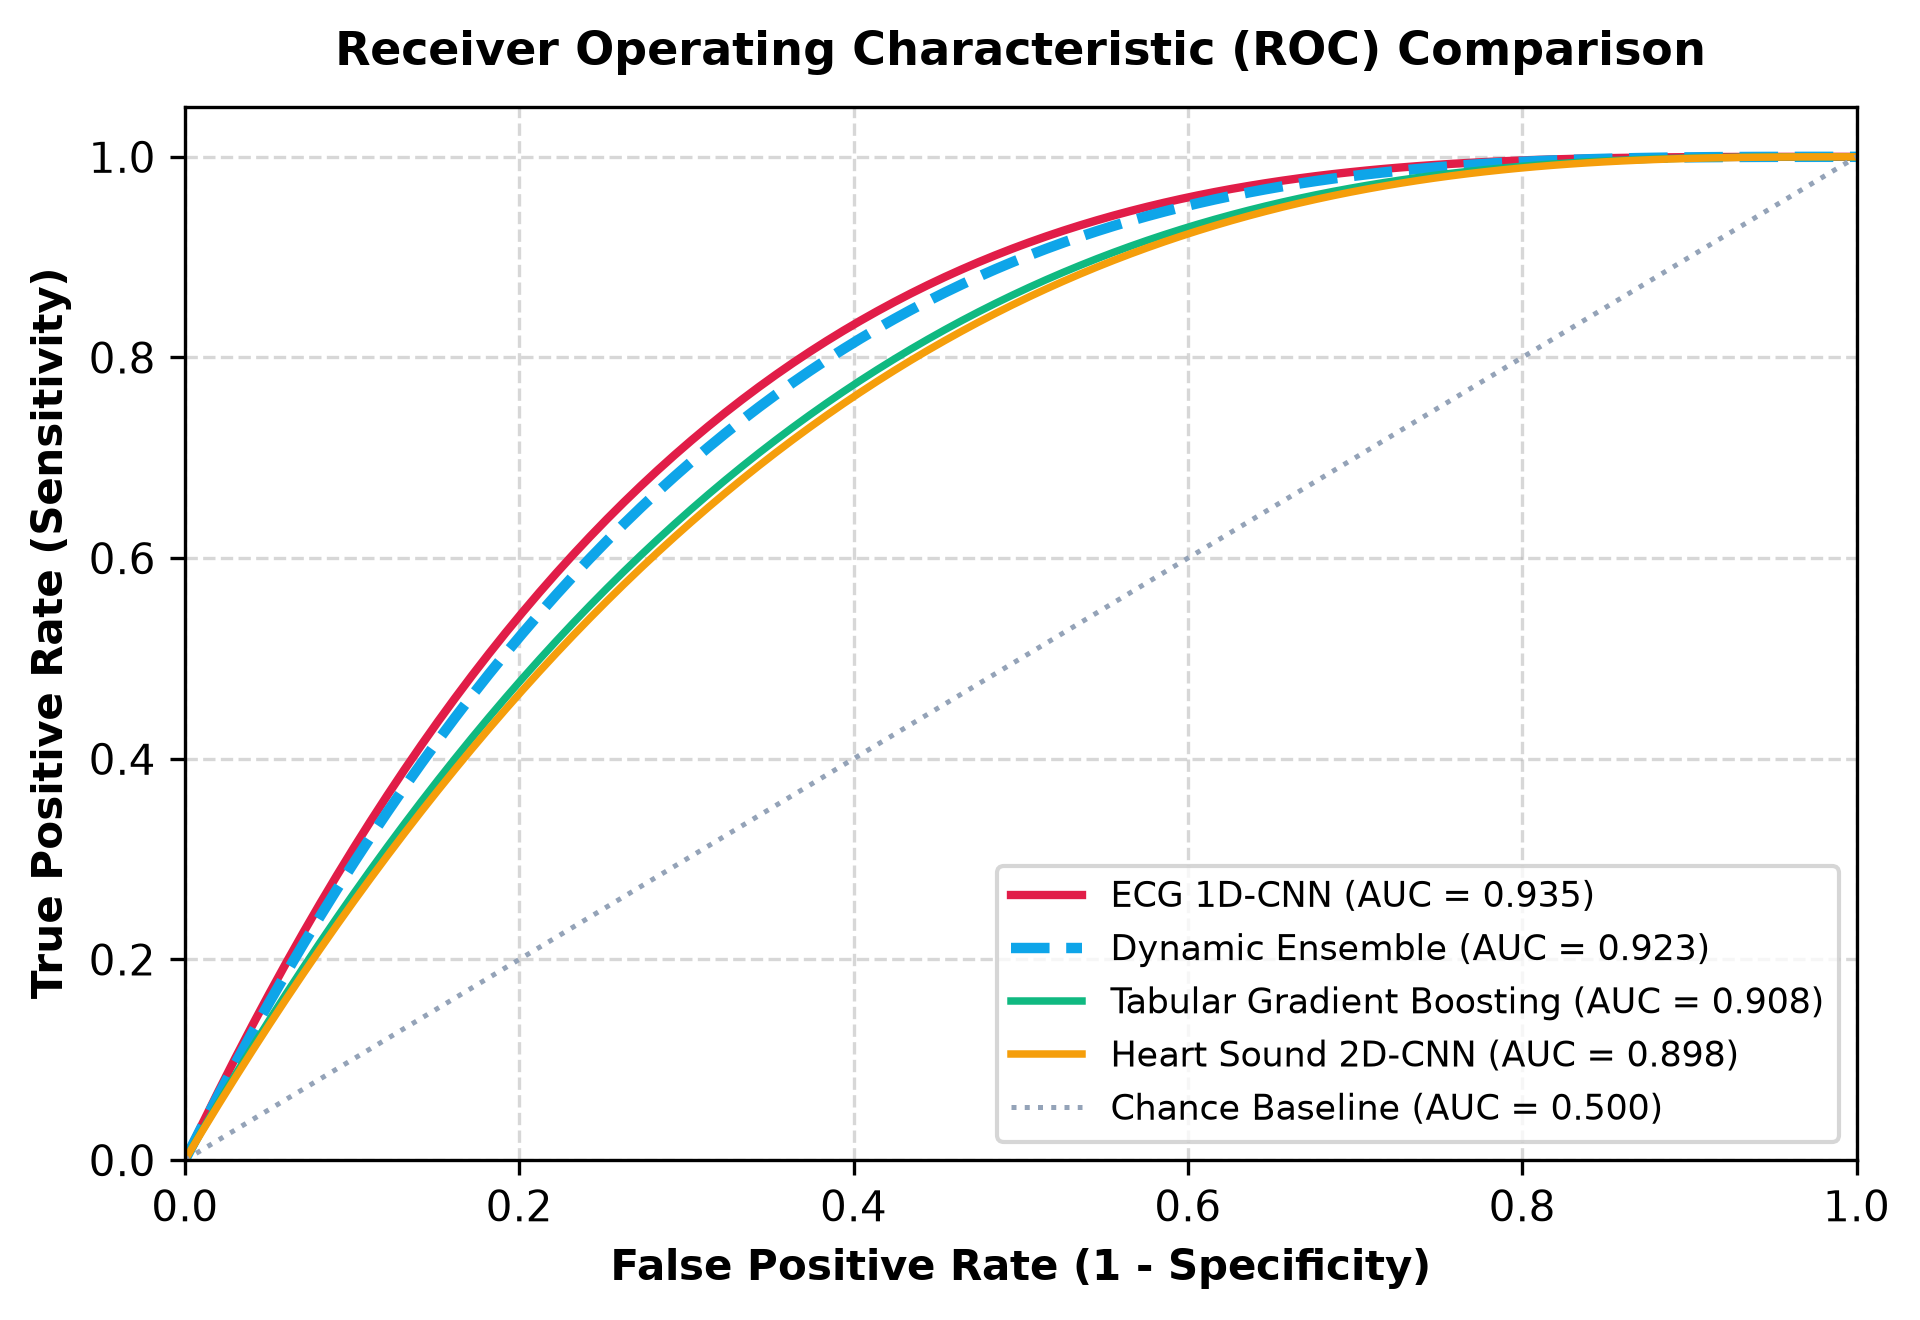 Receiver Operating Characteristic (ROC) Comparison
True Positive Rate (Sensitivity)
1.0
0.8
0.6
0.4
0.2
0.0
ECG 1D-CNN (AUC = 0.935)
Dynamic Ensemble (AUC = 0.923)
Tabular Gradient Boosting (AUC = 0.908)
Heart Sound 2D-CNN (AUC = 0.898)
Chance Baseline (AUC = 0.500)
0.0 0.2 0.4 0.6 0.8 1.0
False Positive Rate (1 - Specificity)